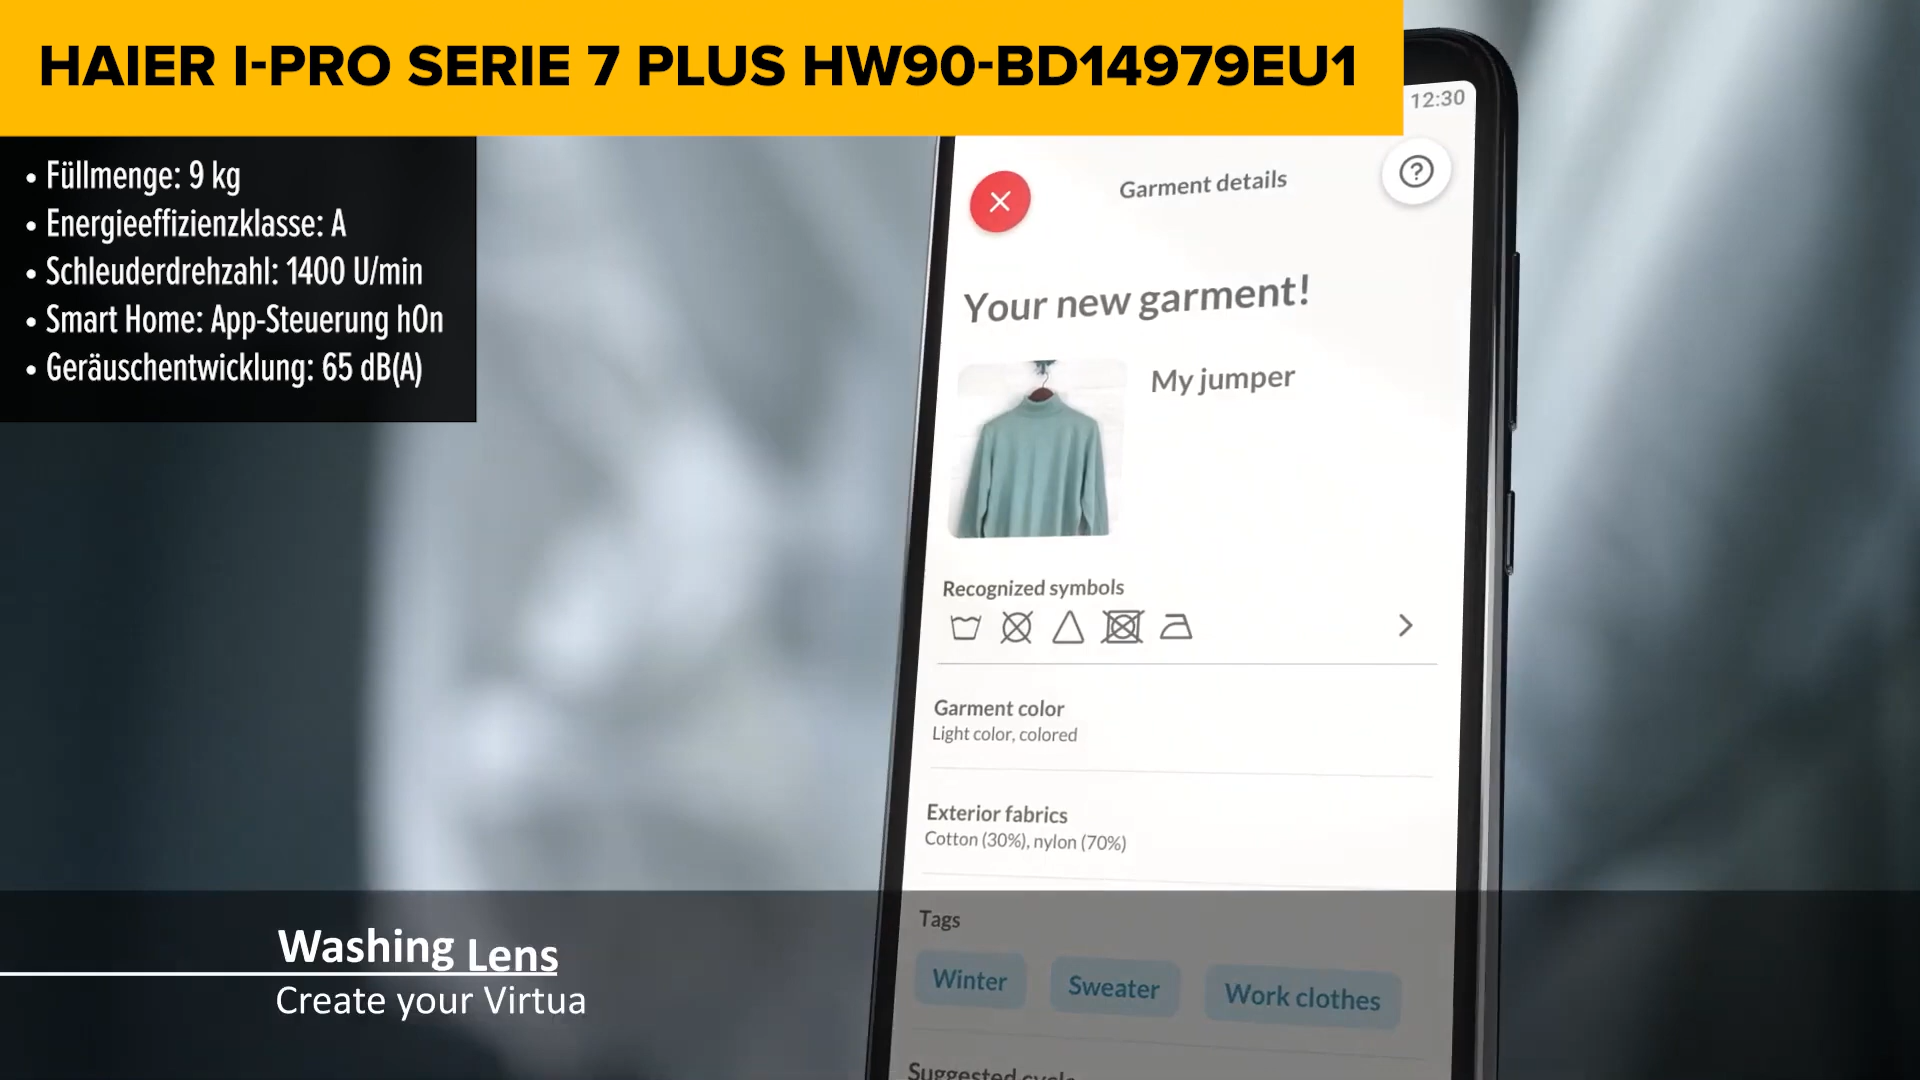 HAIER I-PRO SERIE 7 PLUS HW90-BD14979EU1
• Füllmenge: 9 kg
• Energieeffizienzklasse: A
• Schleuderdrehzahl: 1400 U/min
• Smart Home: App-Steuerung hOn
• Geräuschentwicklung: 65 dB(A)
12:30
Garment details
Your new garment!
My jumper
Recognized symbols
Garment color
Light color, colored
Exterior fabrics
Cotton (30%), nylon (70%)
Tags
Winter
Sweater
Work clothes
Suggested cycle
Washing Lens
Create your Virtua